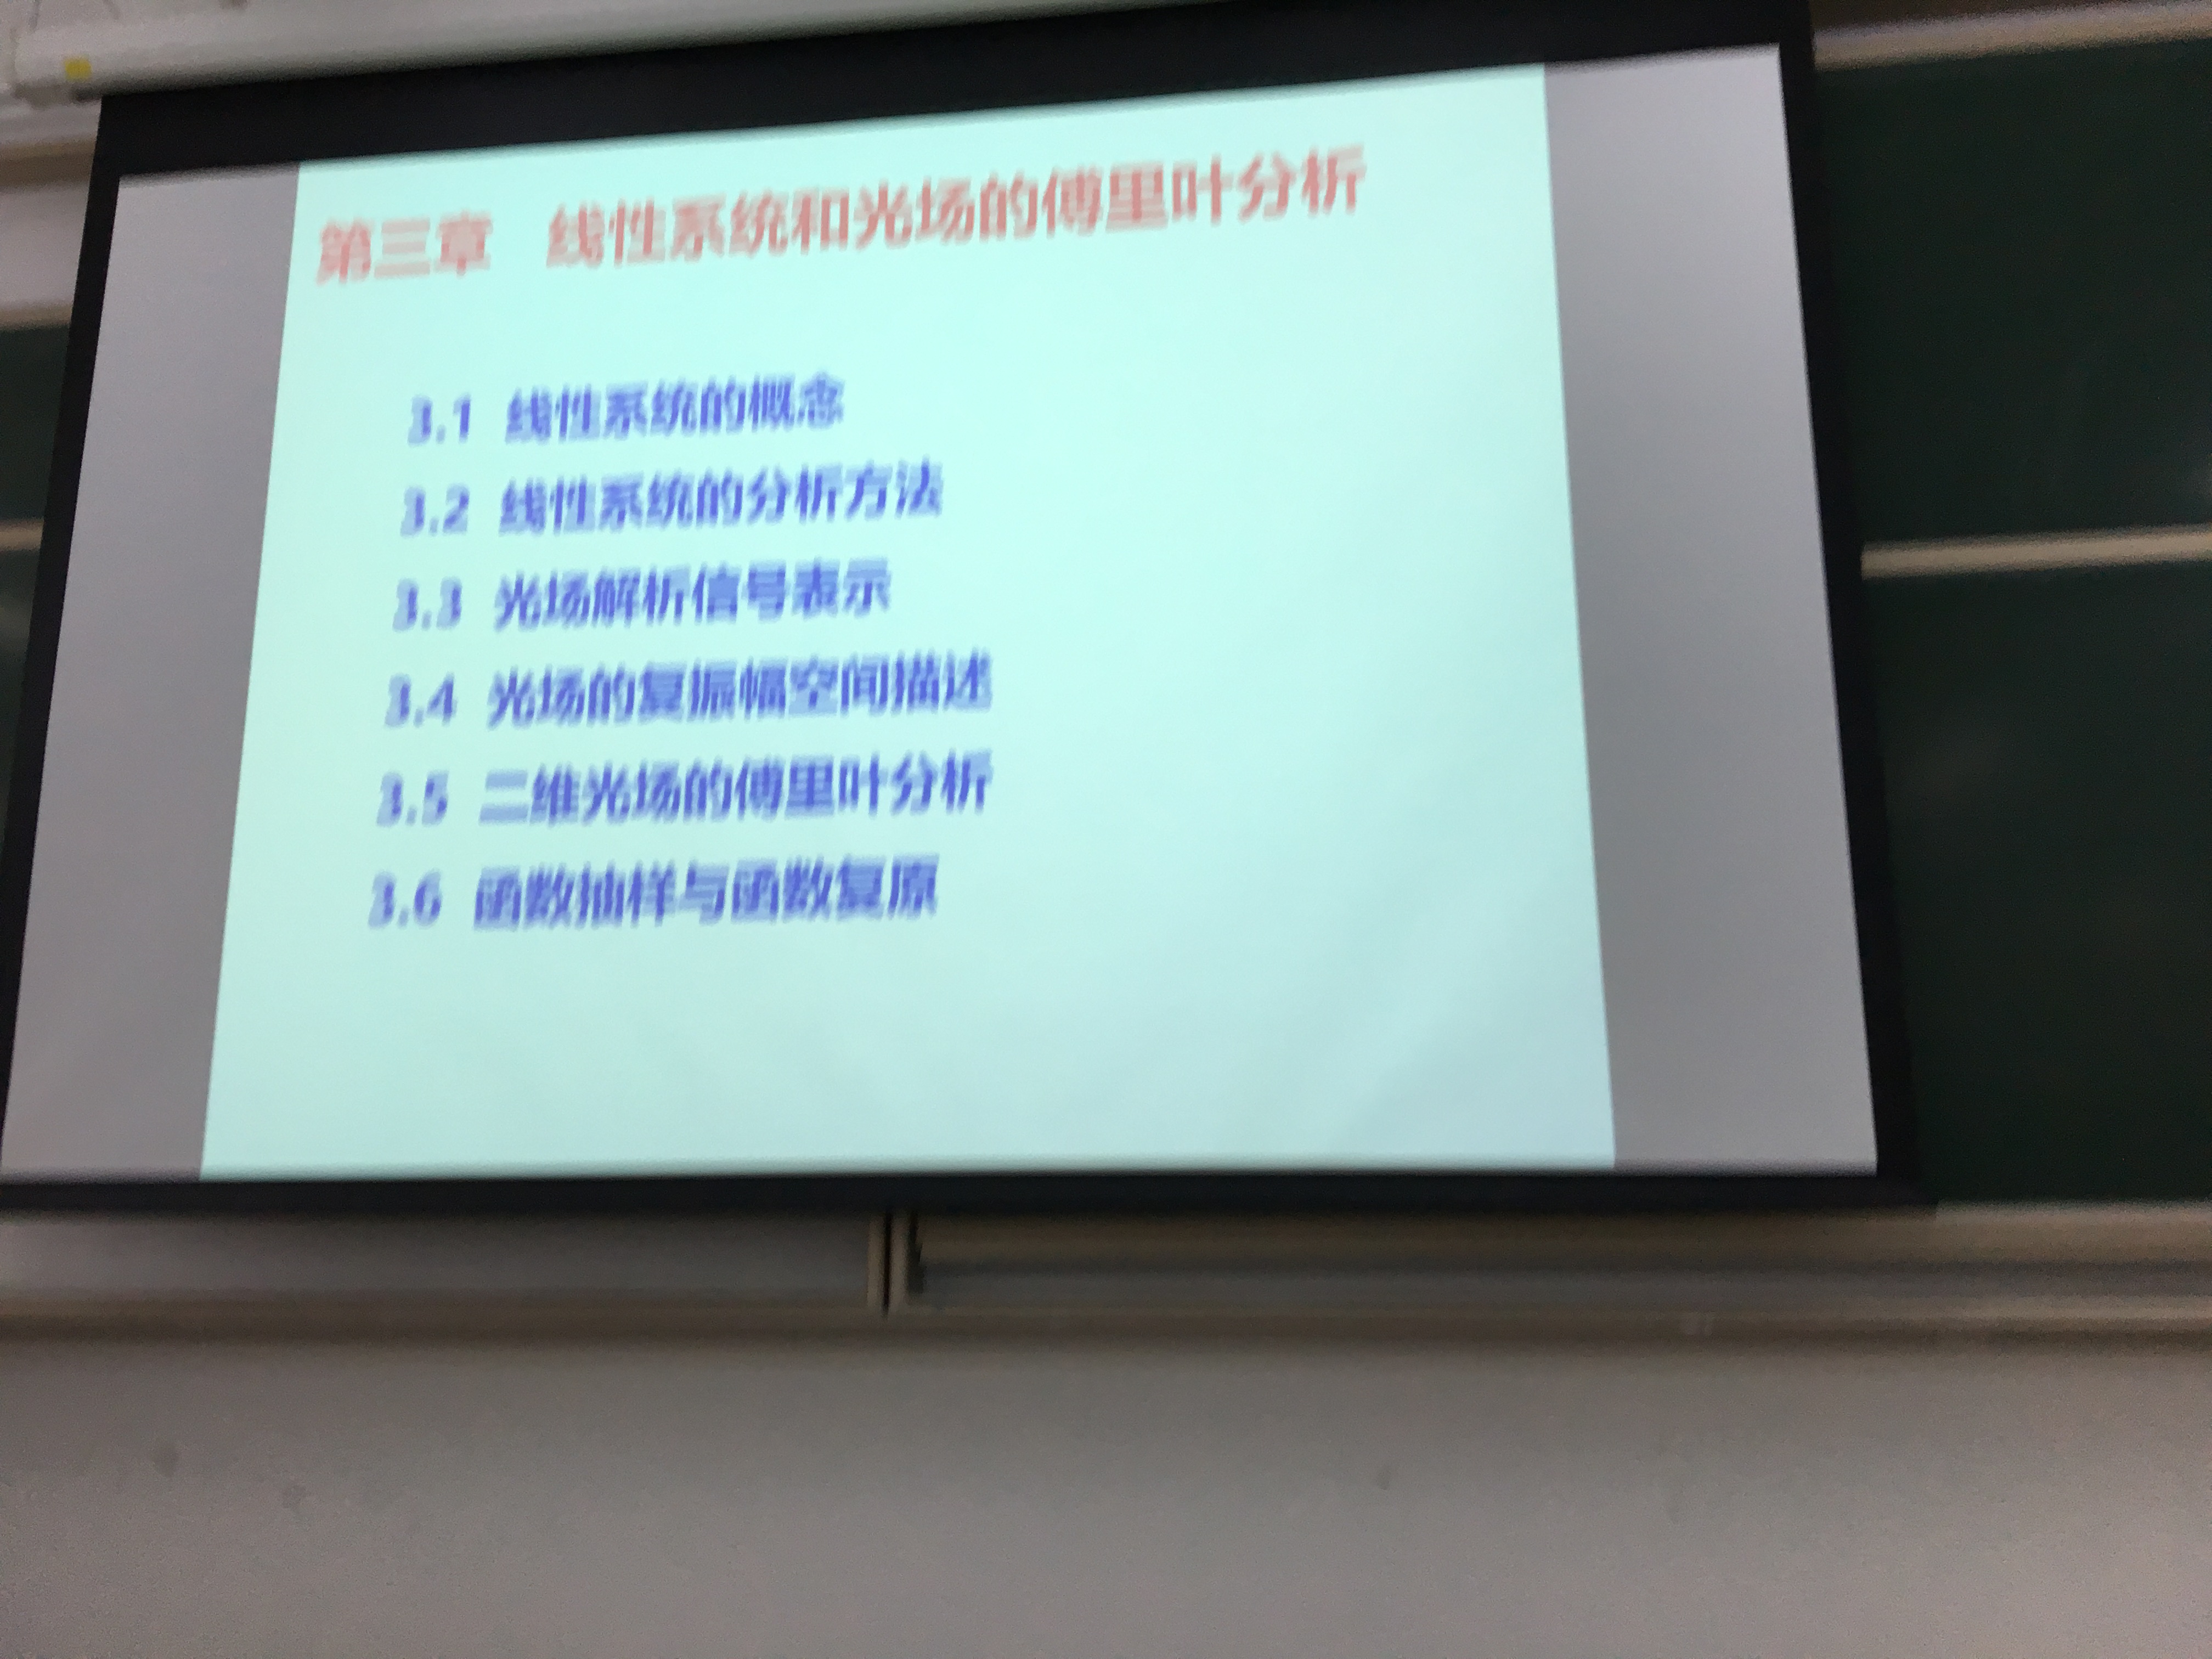 第三章 线性系统和光场的傅里叶分析
3.1 线性系统的概念
3.2 线性系统的分析方法
3.3 光场解析信号表示
3.4 光场的复振幅空间描述
3.5 二维光场的傅里叶分析
3.6 函数抽样与函数复原